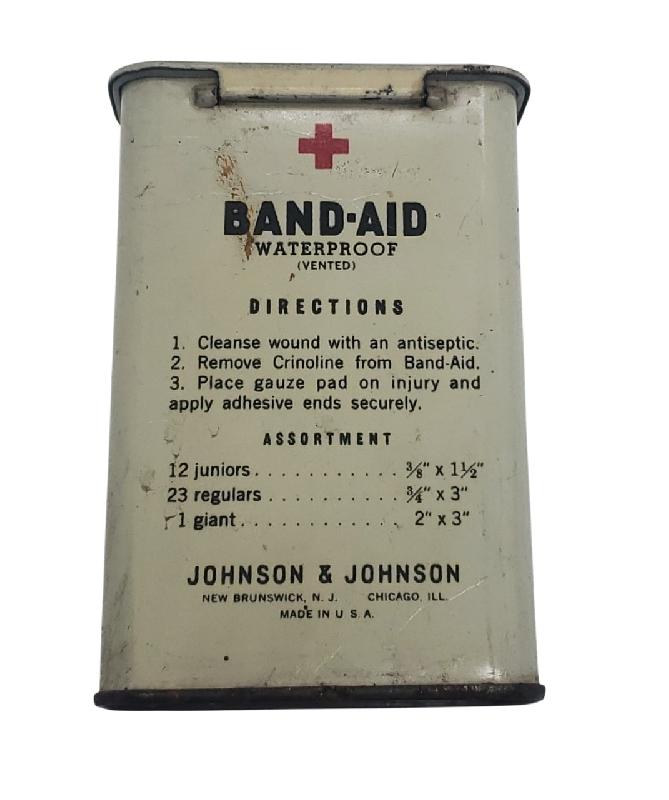 BAND-AID
WATERPROOF
(VENTED)
DIRECTIONS
1. Cleanse wound with an antiseptic.
2. Remove Crinoline from Band-Aid.
3. Place gauze pad on injury and
apply adhesive ends securely.
ASSORTMENT
12 juniors . . . . . . . . . . . . 3/8" x 1 1/2"
23 regulars . . . . . . . . . . . 3/4" x 3"
1 giant . . . . . . . . . . . . . 2" x 3"
JOHNSON & JOHNSON
NEW BRUNSWICK, N. J. CHICAGO, ILL.
MADE IN U S A.